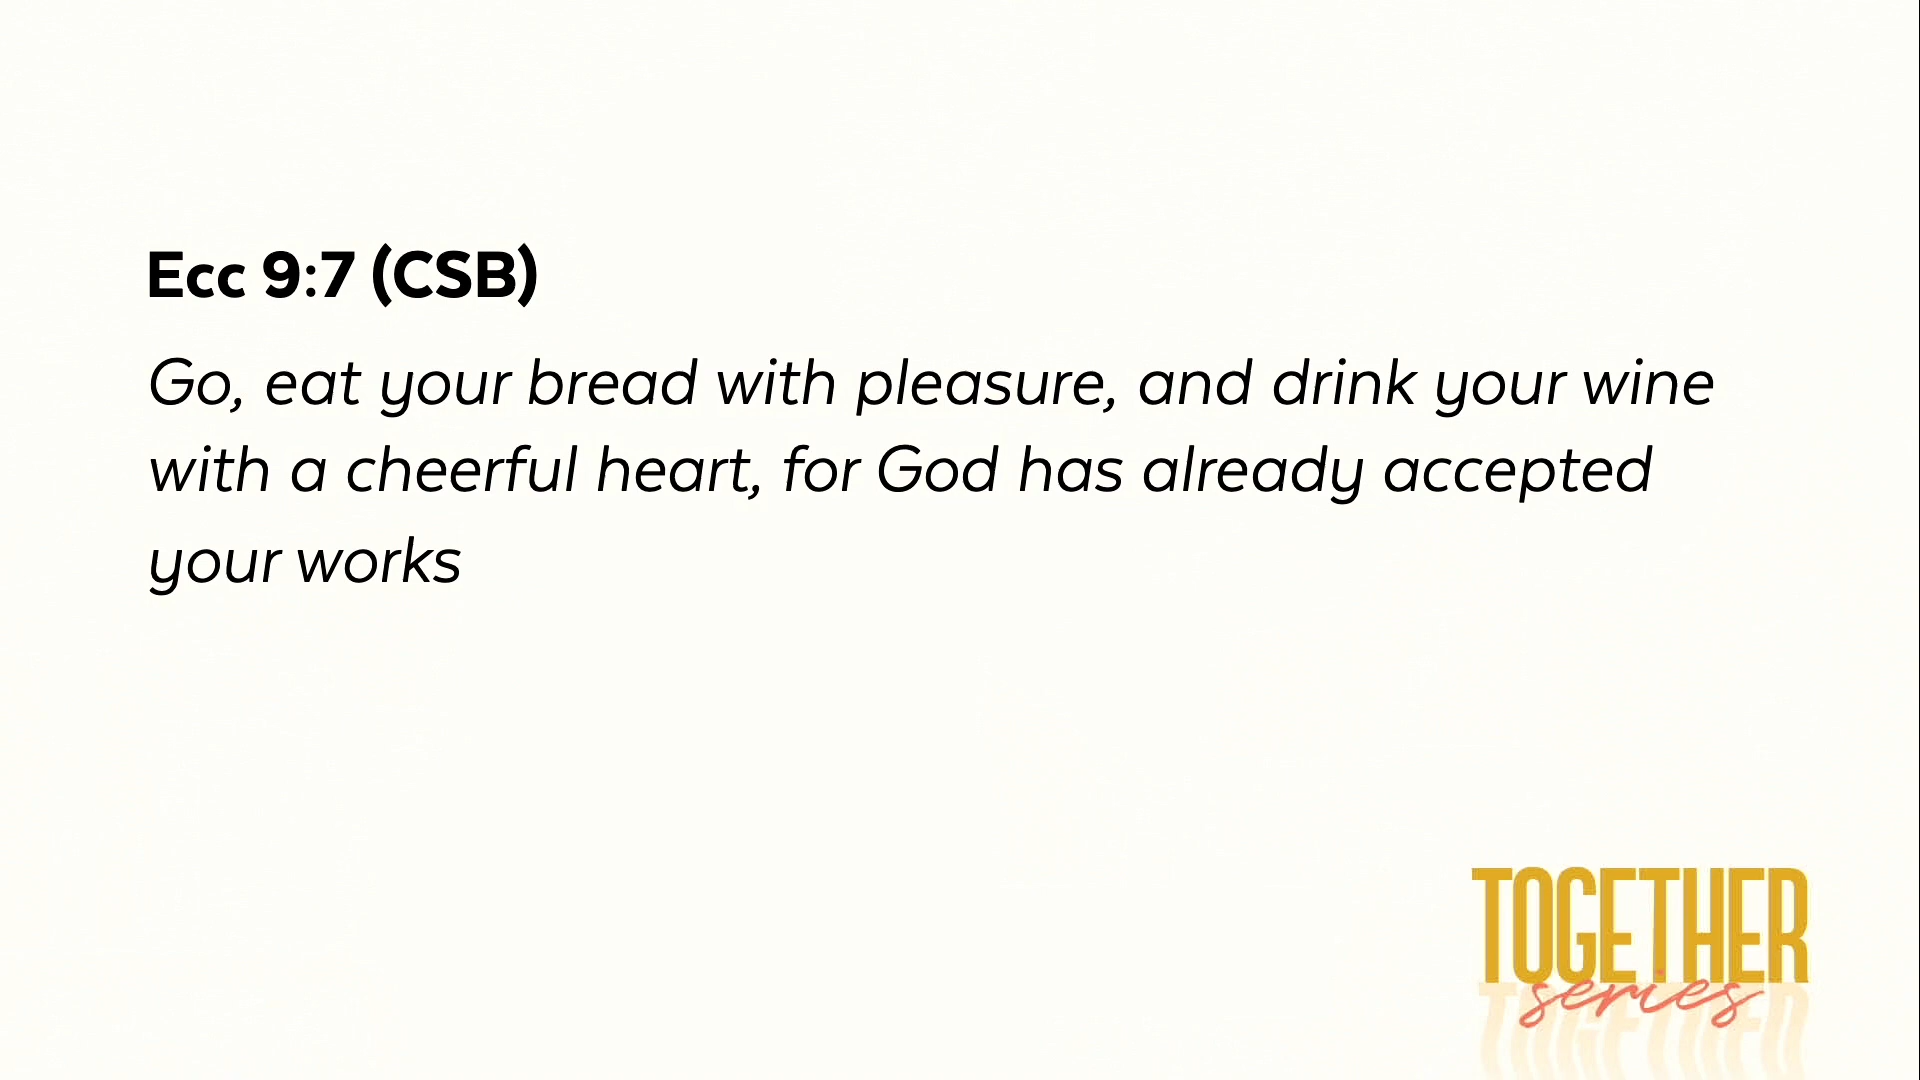 Ecc 9:7 (CSB)
Go, eat your bread with pleasure, and drink your wine
with a cheerful heart, for God has already accepted
your works
TOGETHER
series